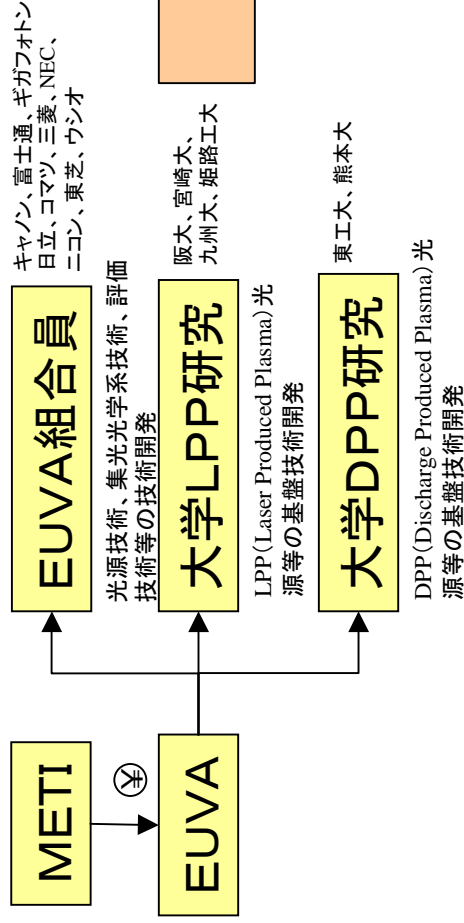 METI
¥
EUVA
EUVA組合員
キャノン、富士通、ギガフォトン
日立、コマツ、三菱、NEC、
ニコン、東芝、ウシオ
光源技術、集光光学系技術、評価
技術等の技術開発
大学LPP研究
阪大、宮崎大、
九州大、姫路工大
LPP(Laser Produced Plasma)光
源等の基盤技術開発
大学DPP研究
東工大、熊本大
DPP(Discharge Produced Plasma)光
源等の基盤技術開発